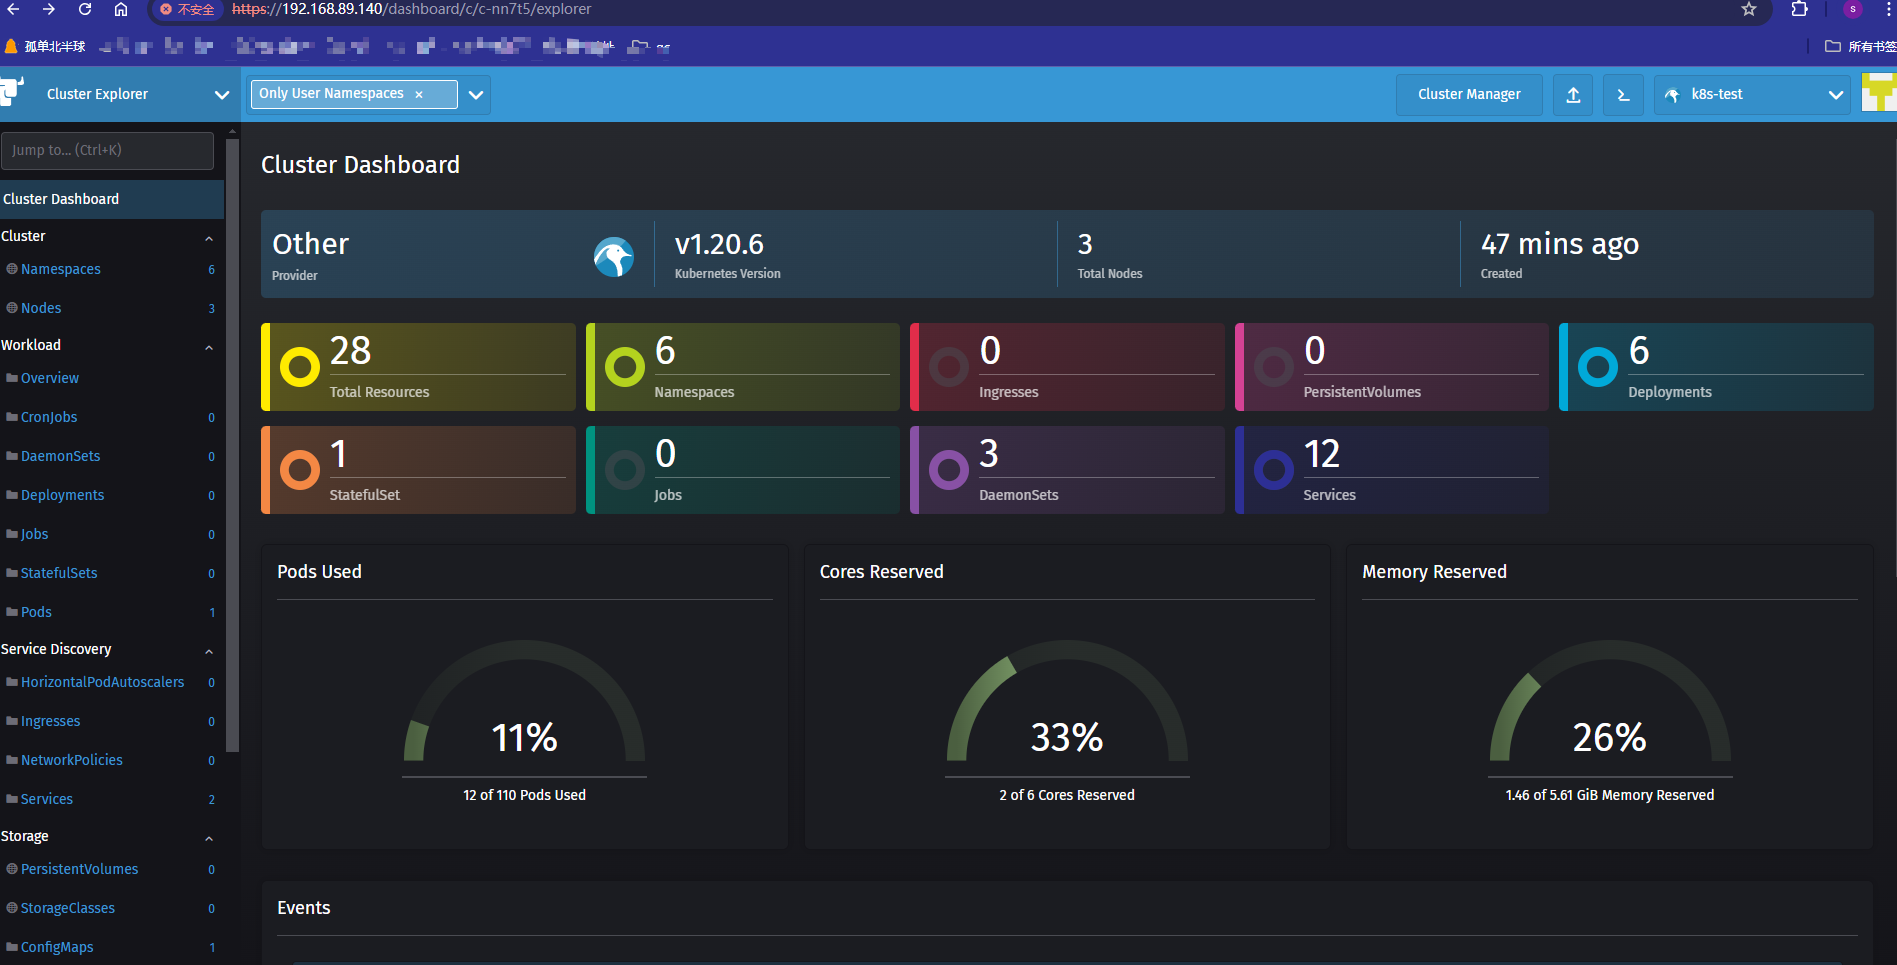 不安全 https://192.168.89.140/dashboard/c/c-nn7t5/explorer S
孤单北半球 所有书签
Cluster Explorer Only User Namespaces × Cluster Manager k8s-test
Jump to... (Ctrl+K)
Cluster Dashboard
Cluster
Namespaces 6
Nodes 3
Workload
Overview
CronJobs 0
DaemonSets 0
Deployments 0
Jobs 0
StatefulSets 0
Pods 1
Service Discovery
HorizontalPodAutoscalers 0
Ingresses 0
NetworkPolicies 0
Services 2
Storage
PersistentVolumes 0
StorageClasses 0
ConfigMaps 1
Cluster Dashboard
Other
Provider
v1.20.6
Kubernetes Version
3
Total Nodes
47 mins ago
Created
28
Total Resources
6
Namespaces
0
Ingresses
0
PersistentVolumes
6
Deployments
1
StatefulSet
0
Jobs
3
DaemonSets
12
Services
Pods Used
11%
12 of 110 Pods Used
Cores Reserved
33%
2 of 6 Cores Reserved
Memory Reserved
26%
1.46 of 5.61 GiB Memory Reserved
Events